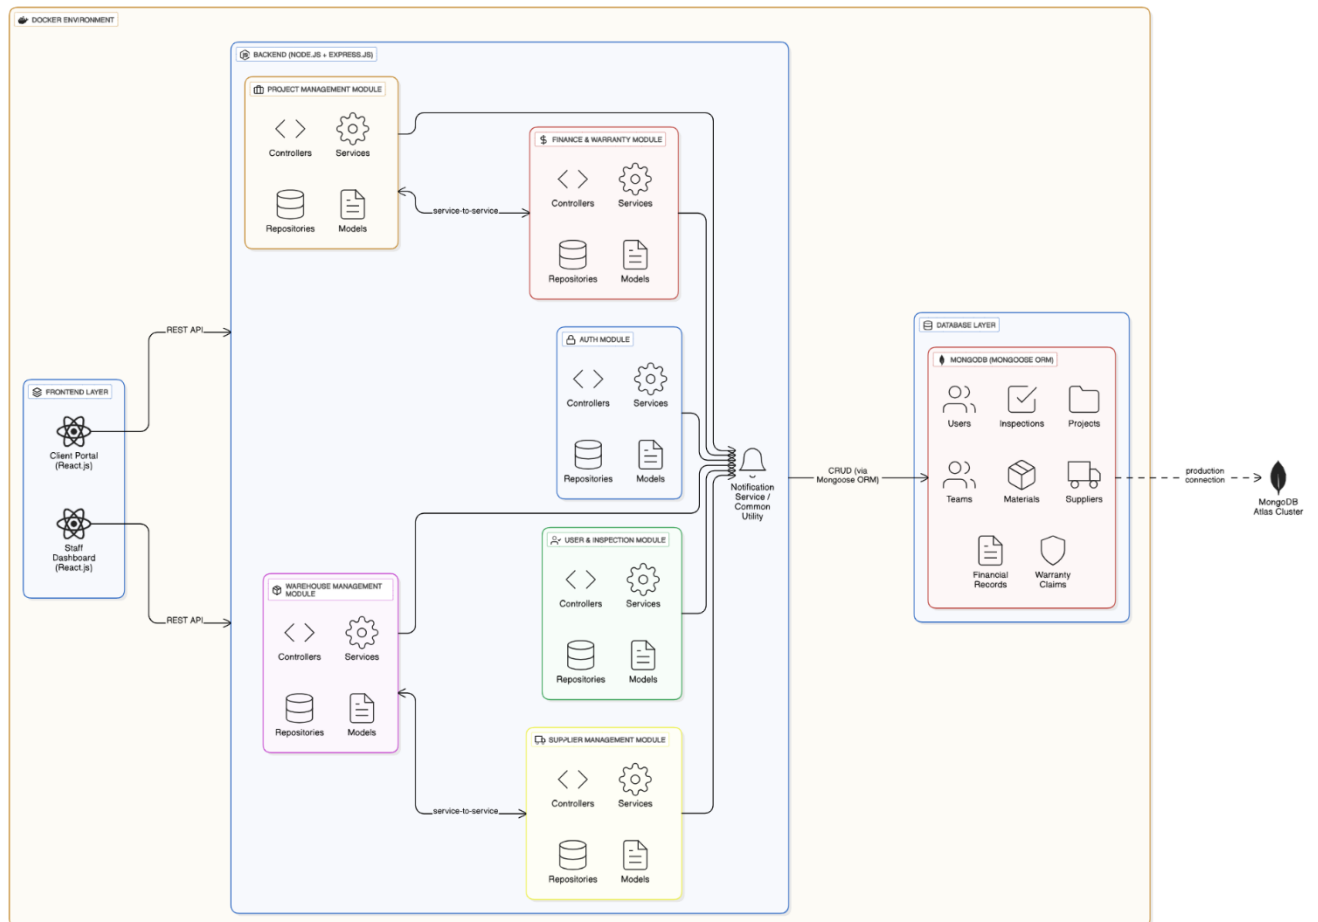 DOCKER ENVIRONMENT
BACKEND (NODE.JS + EXPRESS.JS)
PROJECT MANAGEMENT MODULE
Controllers
Services
Repositories
Models
FINANCE & WARRANTY MODULE
Controllers
Services
Repositories
Models
service-to-service
AUTH MODULE
Controllers
Services
Repositories
Models
REST API
FRONTEND LAYER
Client Portal
(React.js)
Staff
Dashboard
(React.js)
REST API
Notification
Service /
Common
Utility
USER & INSPECTION MODULE
Controllers
Services
Repositories
Models
WAREHOUSE MANAGEMENT
MODULE
Controllers
Services
Repositories
Models
service-to-service
SUPPLIER MANAGEMENT MODULE
Controllers
Services
Repositories
Models
CRUD (via
Mongoose ORM)
DATABASE LAYER
MONGODB (MONGOOSE ORM)
Users
Inspections
Projects
Teams
Materials
Suppliers
Financial
Records
Warranty
Claims
production
connection
MongoDB
Atlas Cluster